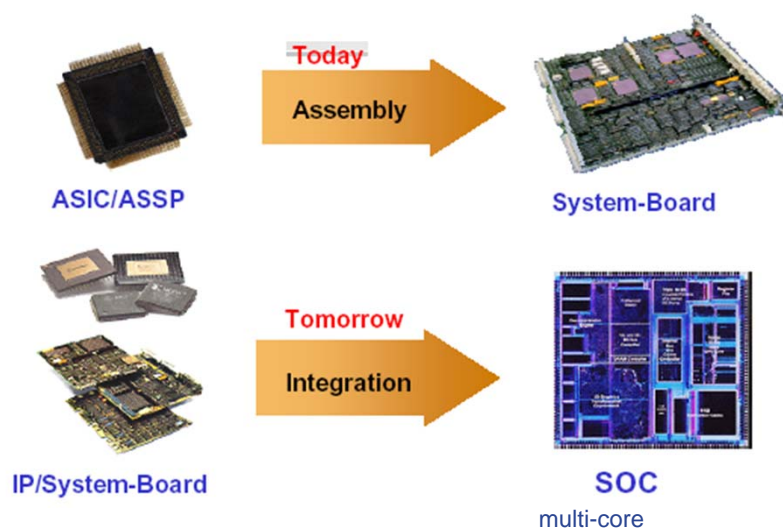 Today
Assembly
ASIC/ASSP
System-Board
Tomorrow
Integration
IP/System-Board
SOC
multi-core